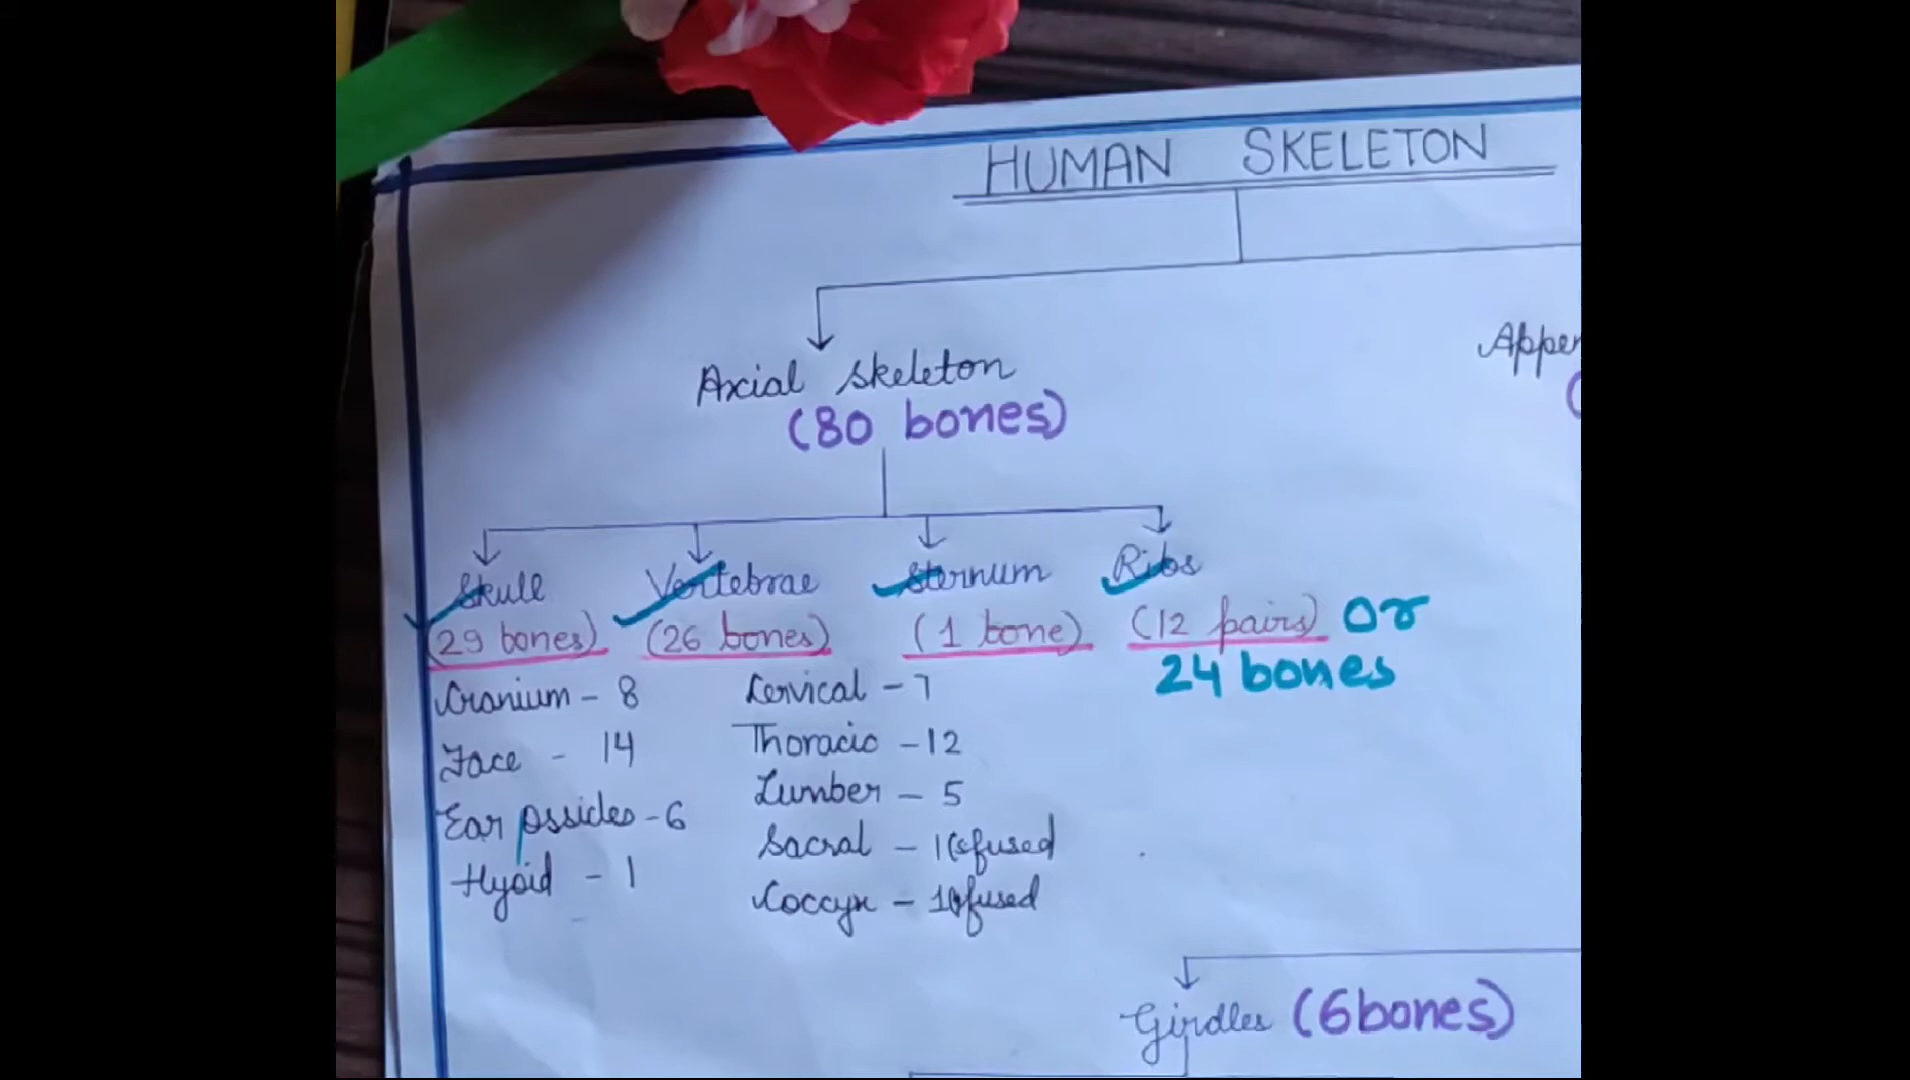 HUMAN SKELETON
Axial skeleton
(80 bones)
Appen
(
Skull
(29 bones)
Cranium - 8
Face - 14
Ear ossicles - 6
Hyoid - 1
Vertebrae
(26 bones)
Cervical - 7
Thoracic - 12
Lumber - 5
Sacral - 1 fused
Coccyx - 1 fused
Sternum
(1 bone)
Ribs
(12 pairs) or
24 bones
Girdles (6bones)